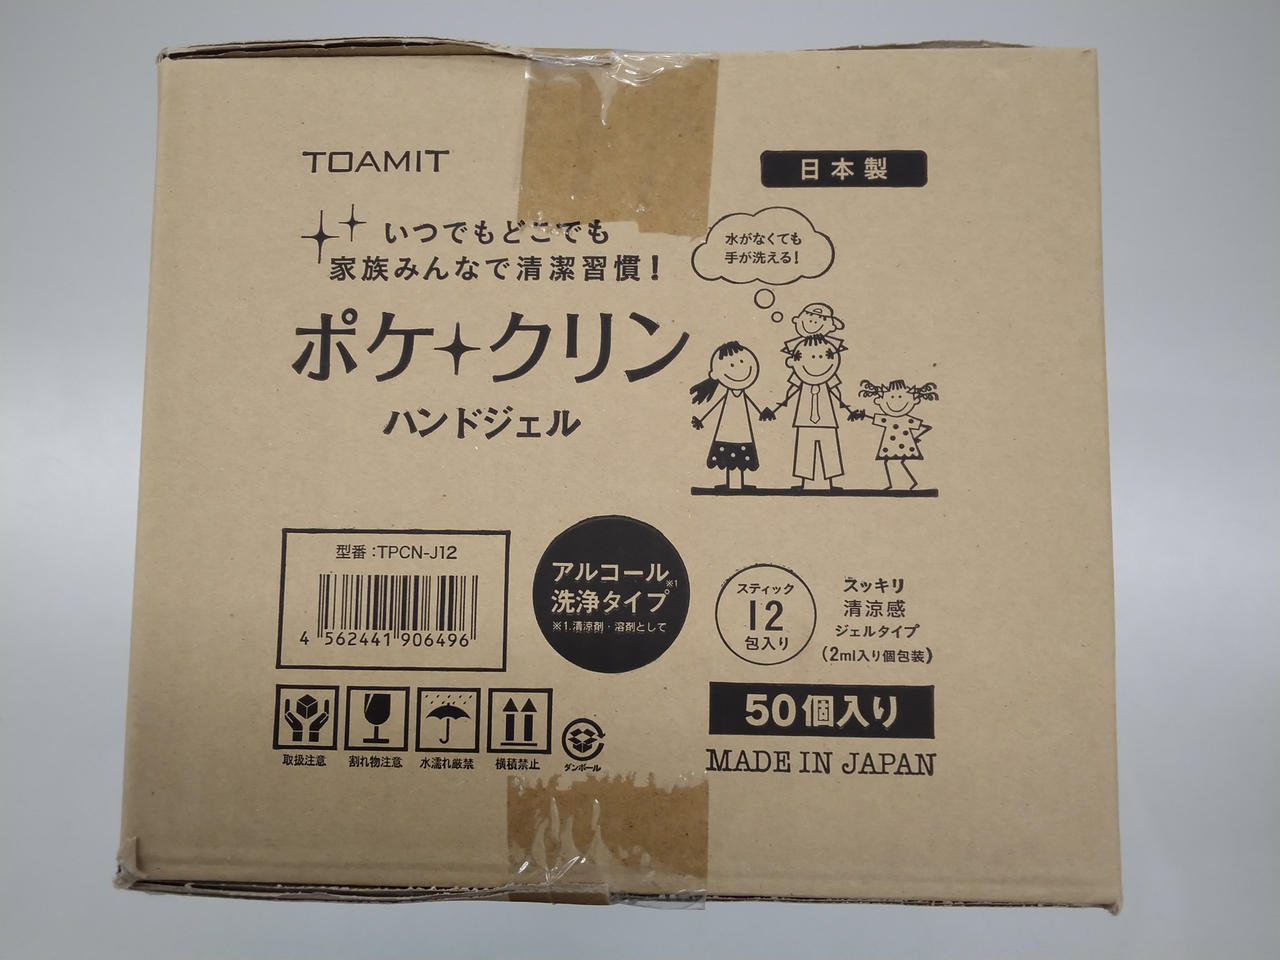 TOAMIT
日本製
いつでもどこでも
家族みんなで清潔習慣！
水がなくても
手が洗える！
ポケ クリン
ハンドジェル
型番:TPCN-J12
4 562441 906496
アルコール
洗浄タイプ※1
※1.清涼剤・溶剤として
スティック
12
包入り
スッキリ
清涼感
ジェルタイプ
(2ml入り個包装)
50個入り
MADE IN JAPAN
取扱注意
割れ物注意
水濡れ厳禁
横積禁止
ダンボール